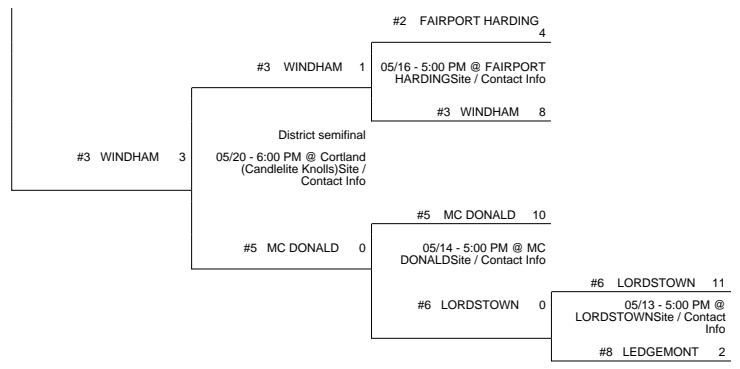 #2 FAIRPORT HARDING
4
#3 WINDHAM 1
05/16 - 5:00 PM @ FAIRPORT
HARDINGSite / Contact Info
#3 WINDHAM 8
District semifinal
#3 WINDHAM 3
05/20 - 6:00 PM @ Cortland
(Candlelite Knolls)Site /
Contact Info
#5 MC DONALD 10
#5 MC DONALD 0
05/14 - 5:00 PM @ MC
DONALDSite / Contact Info
#6 LORDSTOWN 11
#6 LORDSTOWN 0
05/13 - 5:00 PM @
LORDSTOWNSite / Contact
Info
#8 LEDGEMONT 2